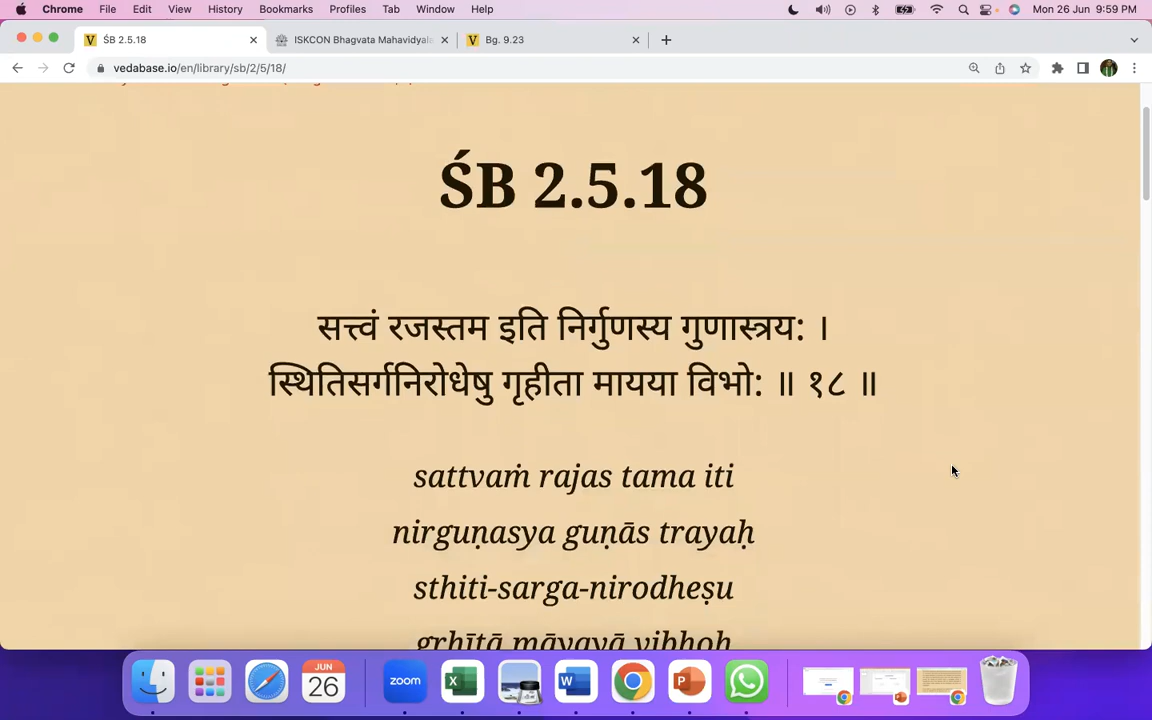 Chrome File Edit View History Bookmarks Profiles Tab Window Help Mon 26 Jun 9:59 PM
ŚB 2.5.18 ISKCON Bhagvata Mahavidyala Bg. 9.23
vedabase.io/en/library/sb/2/5/18/
ŚB 2.5.18
सत्त्वं रजस्तम इति निर्गुणस्य गुणास्त्रय: ।
स्थितिसर्गनिरोधेषु गृहीता मायया विभो: ॥ १८ ॥
sattvaṁ rajas tama iti
nirguṇasya guṇās trayaḥ
sthiti-sarga-nirodheṣu
gṛhītā māyayā vibhoḥ
JUN
26
zoom